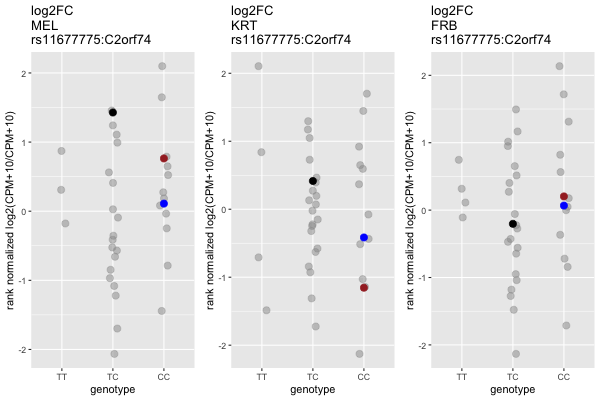 log2FC
MEL
rs11677775:C2orf74
rank normalized log2(CPM+10/CPM+10)
2
1
0
-1
-2
TT
TC
CC
genotype
log2FC
KRT
rs11677775:C2orf74
rank normalized log2(CPM+10/CPM+10)
2
1
0
-1
-2
TT
TC
CC
genotype
log2FC
FRB
rs11677775:C2orf74
rank normalized log2(CPM+10/CPM+10)
2
1
0
-1
-2
TT
TC
CC
genotype